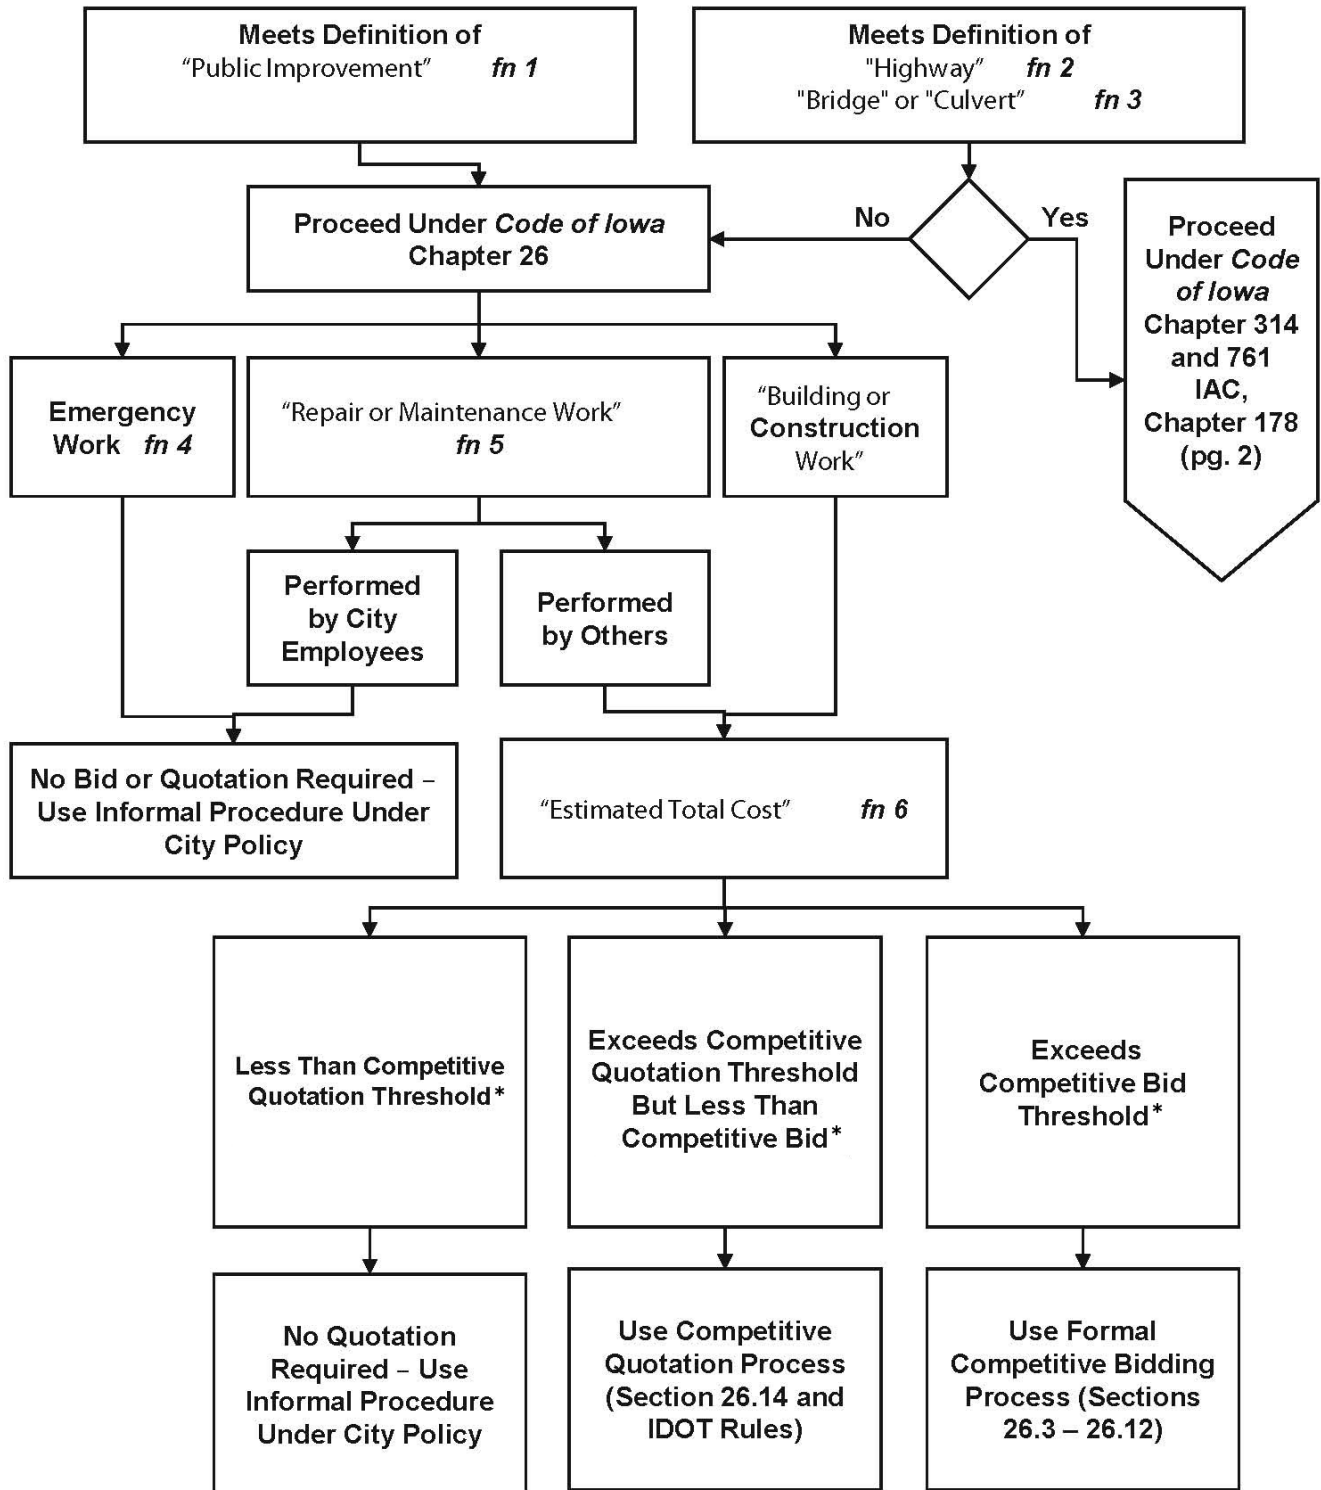 Meets Definition of
“Public Improvement” fn 1
Meets Definition of
"Highway” fn 2
"Bridge" or "Culvert” fn 3
Proceed Under Code of Iowa
Chapter 26
No
Yes
Proceed
Under Code
of Iowa
Chapter 314
and 761
IAC,
Chapter 178
(pg. 2)
Emergency
Work fn 4
“Repair or Maintenance Work”
fn 5
“Building or
Construction
Work”
Performed
by City
Employees
Performed
by Others
No Bid or Quotation Required –
Use Informal Procedure Under
City Policy
“Estimated Total Cost” fn 6
Less Than Competitive
Quotation Threshold*
Exceeds Competitive
Quotation Threshold
But Less Than
Competitive Bid*
Exceeds
Competitive Bid
Threshold*
No Quotation
Required – Use
Informal Procedure
Under City Policy
Use Competitive
Quotation Process
(Section 26.14 and
IDOT Rules)
Use Formal
Competitive Bidding
Process (Sections
26.3 – 26.12)